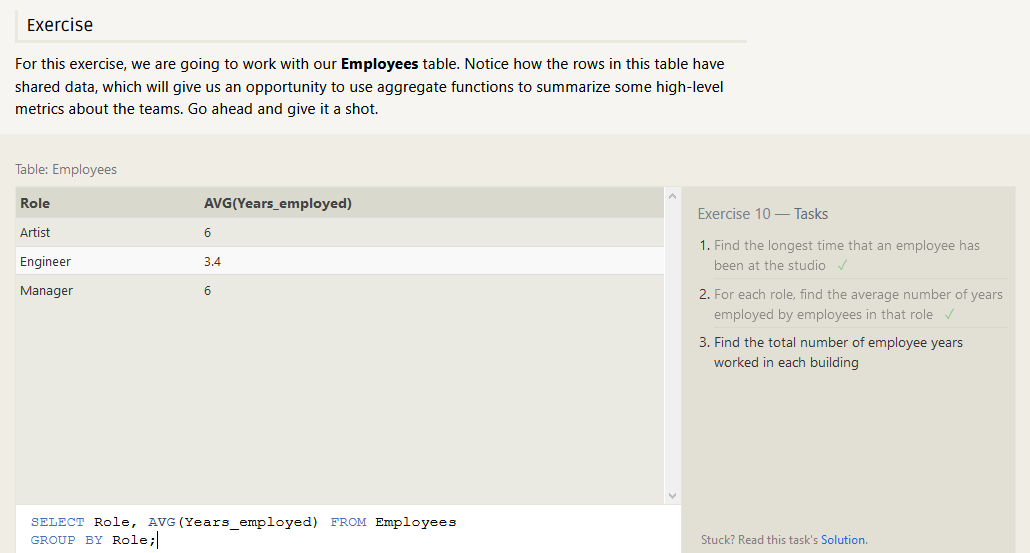 Exercise
For this exercise, we are going to work with our Employees table. Notice how the rows in this table have
shared data, which will give us an opportunity to use aggregate functions to summarize some high-level
metrics about the teams. Go ahead and give it a shot.
Table: Employees
Role AVG(Years_employed)
Artist 6
Engineer 3.4
Manager 6
SELECT Role, AVG(Years_employed) FROM Employees
GROUP BY Role;
Exercise 10 — Tasks
1. Find the longest time that an employee has
been at the studio ✓
2. For each role, find the average number of years
employed by employees in that role ✓
3. Find the total number of employee years
worked in each building
Stuck? Read this task's Solution.